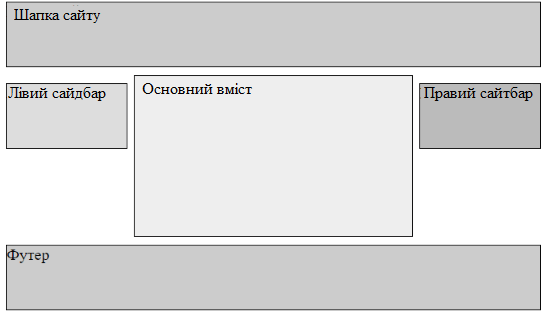 Шапка сайту
Лівий сайдбар
Основний вміст
Правий сайтбар
Футер